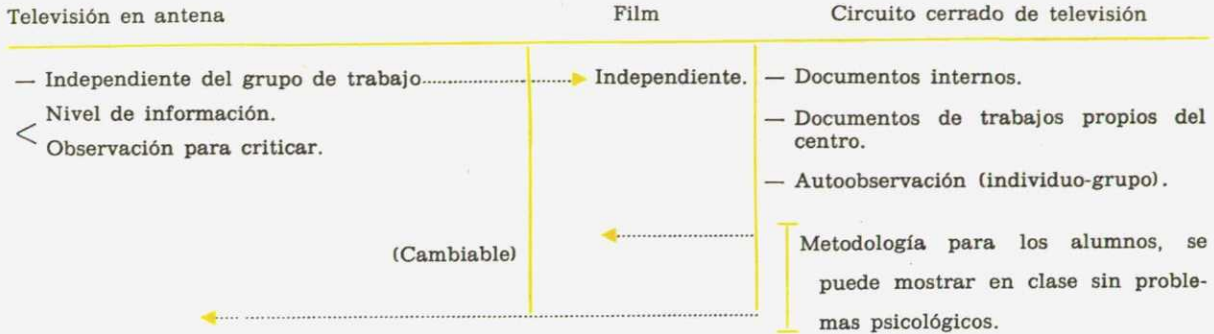 Televisión en antena Film Circuito cerrado de televisión
— Independiente del grupo de trabajo
Nivel de información.
Observación para criticar.
(Cambiable)
Independiente.
— Documentos internos.
— Documentos de trabajos propios del
centro.
— Autoobservación (individuo-grupo).
Metodología para los alumnos, se
puede mostrar en clase sin proble-
mas psicológicos.